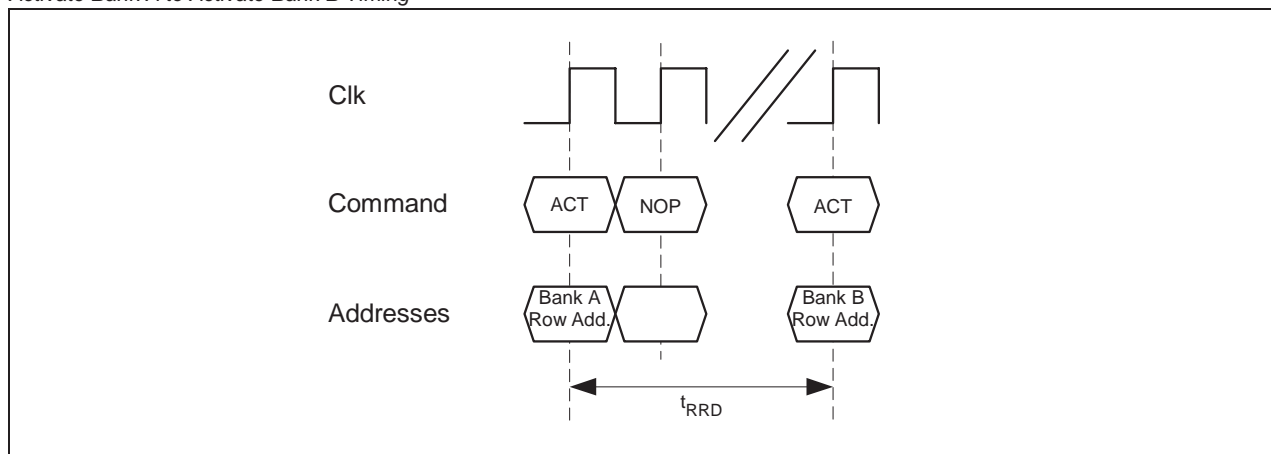 Activate Bank A to Activate Bank B Timing
Clk
Command
ACT
NOP
ACT
Addresses
Bank A
Row Add.
Bank B
Row Add.
tRRD